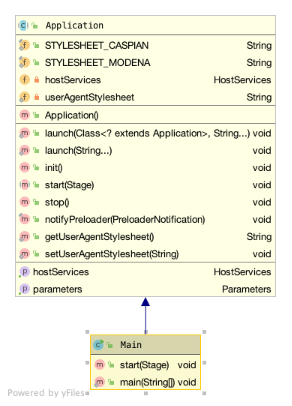 Application
STYLESHEET_CASPIAN String
STYLESHEET_MODENA String
hostServices HostServices
userAgentStylesheet String
Application()
launch(Class<? extends Application>, String...) void
launch(String...) void
init() void
start(Stage) void
stop() void
notifyPreloader(PreloaderNotification) void
getUserAgentStylesheet() String
setUserAgentStylesheet(String) void
hostServices HostServices
parameters Parameters
Main
start(Stage) void
main(String[]) void
Powered by yFiles